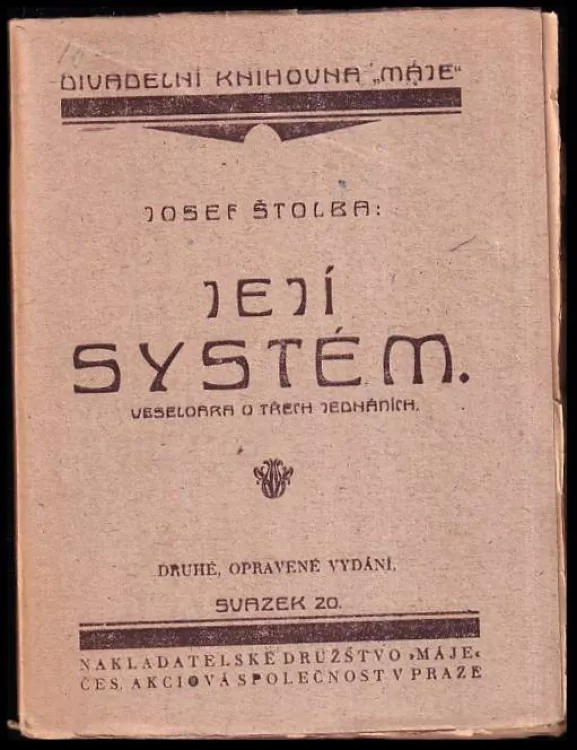 DIVADELNÍ KNIHOVNA „MÁJE“
JOSEF ŠTOLBA:
JEJÍ
SYSTÉM.
VESELOHRA O TŘECH JEDNÁNÍCH.
DRUHÉ, OPRAVENÉ VYDÁNÍ.
SVAZEK 20.
NAKLADATELSKÉ DRUŽSTVO »MÁJE«
ČES. AKCIOVÁ SPOLEČNOST V PRAZE